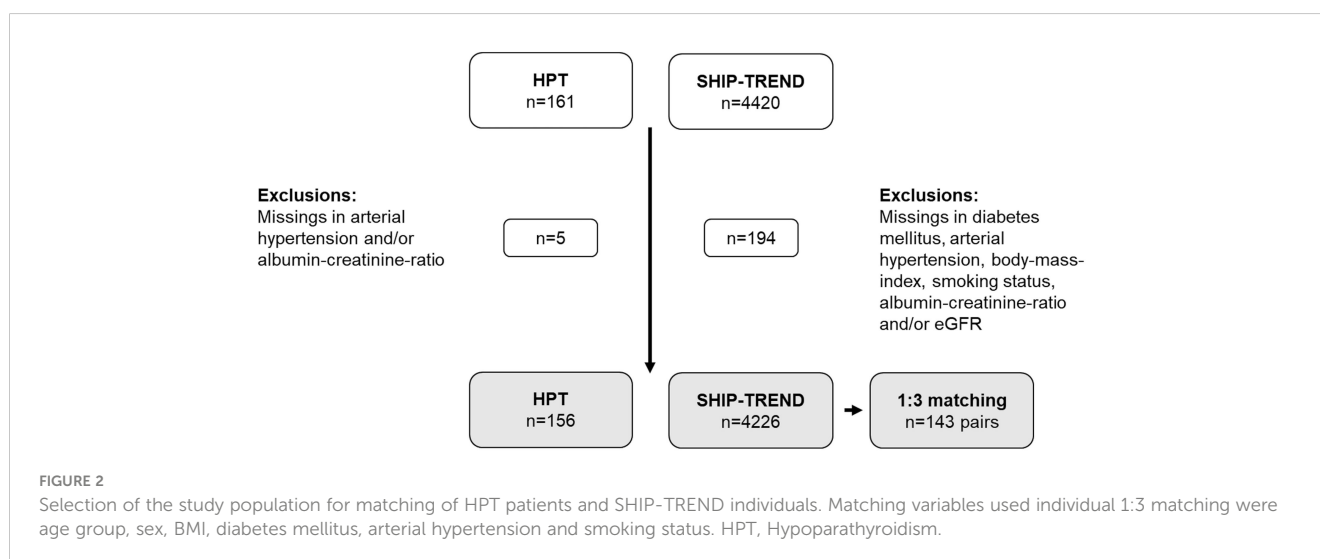 HPT
n=161
SHIP-TREND
n=4420
Exclusions:
Missings in arterial
hypertension and/or
albumin-creatinine-ratio
n=5
n=194
Exclusions:
Missings in diabetes
mellitus, arterial
hypertension, body-mass-
index, smoking status,
albumin-creatinine-ratio
and/or eGFR
HPT
n=156
SHIP-TREND
n=4226
1:3 matching
n=143 pairs
FIGURE 2
Selection of the study population for matching of HPT patients and SHIP-TREND individuals. Matching variables used individual 1:3 matching were
age group, sex, BMI, diabetes mellitus, arterial hypertension and smoking status. HPT, Hypoparathyroidism.